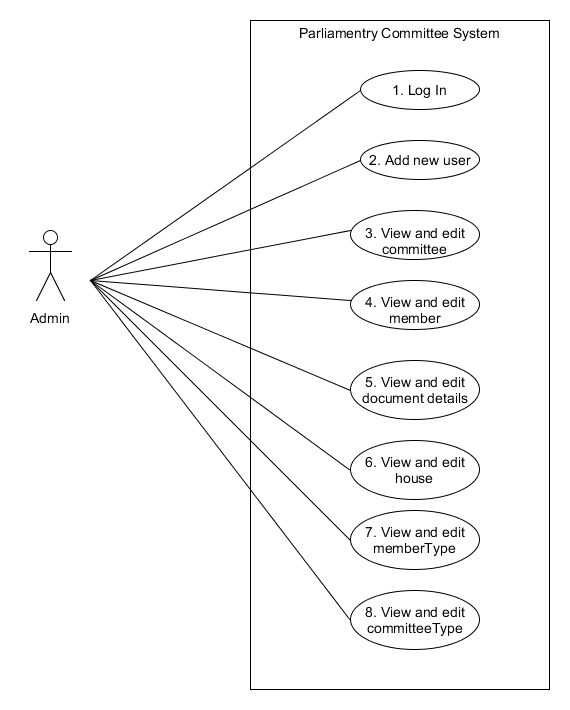 Parliamentry Committee System
1. Log In
2. Add new user
3. View and edit
committee
4. View and edit
member
Admin
5. View and edit
document details
6. View and edit
house
7. View and edit
memberType
8. View and edit
committeeType